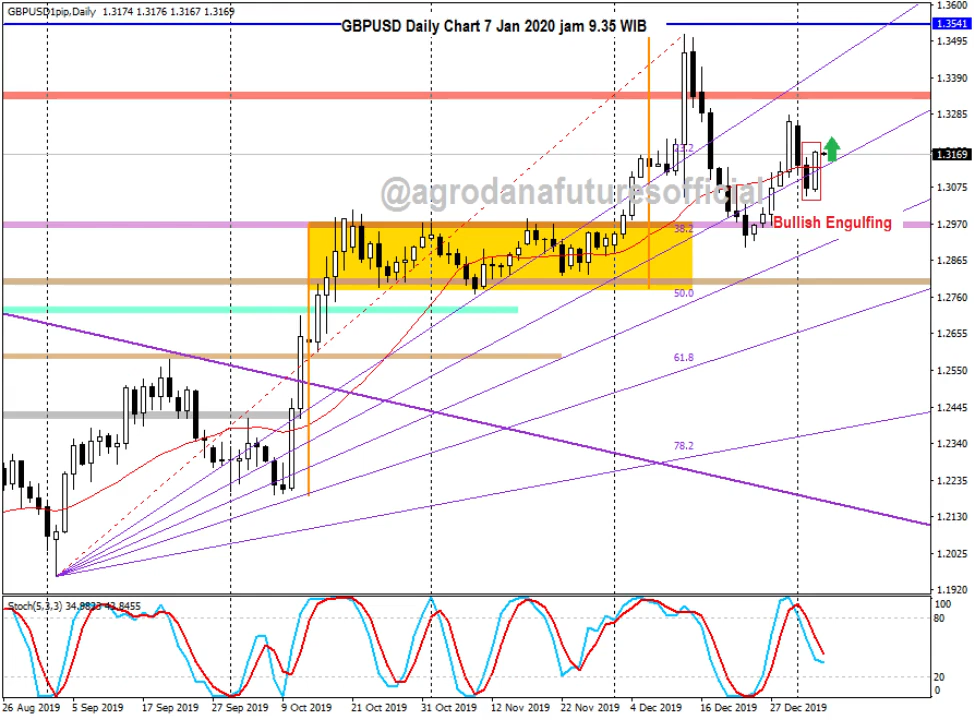 GBPUSD1pip,Daily 1.3174 1.3176 1.3167 1.3169
GBPUSD Daily Chart 7 Jan 2020 jam 9.35 WIB
1.3600
1.3541
1.3495
1.3390
1.3285
1.3169
1.3075
1.2970
1.2865
1.2760
1.2655
1.2550
1.2445
1.2340
1.2235
1.2130
1.2025
1.1920
@agrodanafuturesofficial
Bullish Engulfing
38.2
50.0
61.8
78.2
Stoch(5,3,3) 34.8823 43.8455
100
80
20
0
26 Aug 2019
5 Sep 2019
17 Sep 2019
27 Sep 2019
9 Oct 2019
21 Oct 2019
31 Oct 2019
12 Nov 2019
22 Nov 2019
4 Dec 2019
16 Dec 2019
27 Dec 2019